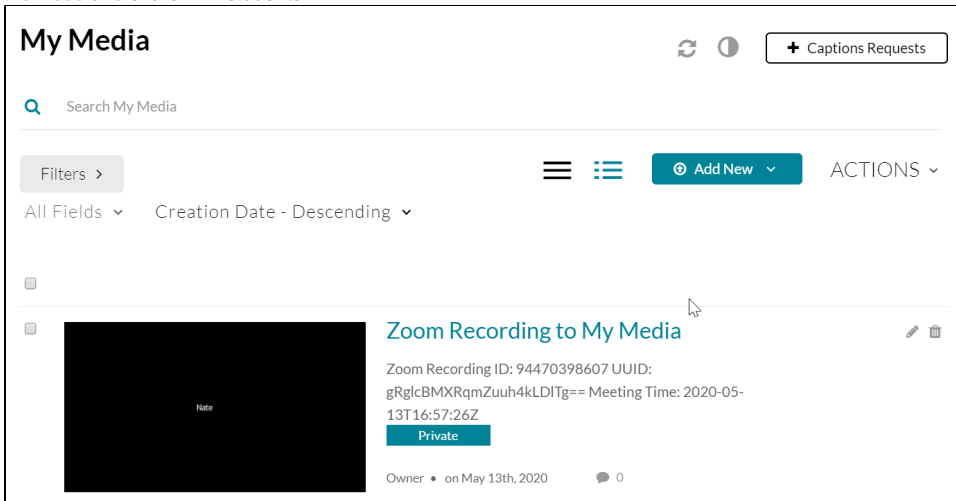 My Media
+ Captions Requests
Search My Media
Filters >
Add New
ACTIONS
All Fields
Creation Date - Descending
Zoom Recording to My Media
Zoom Recording ID: 94470398607 UUID:
gRglcBMXRqmZuuh4kLDlTg== Meeting Time: 2020-05-
13T16:57:26Z
Nate
Private
Owner • on May 13th, 2020
0